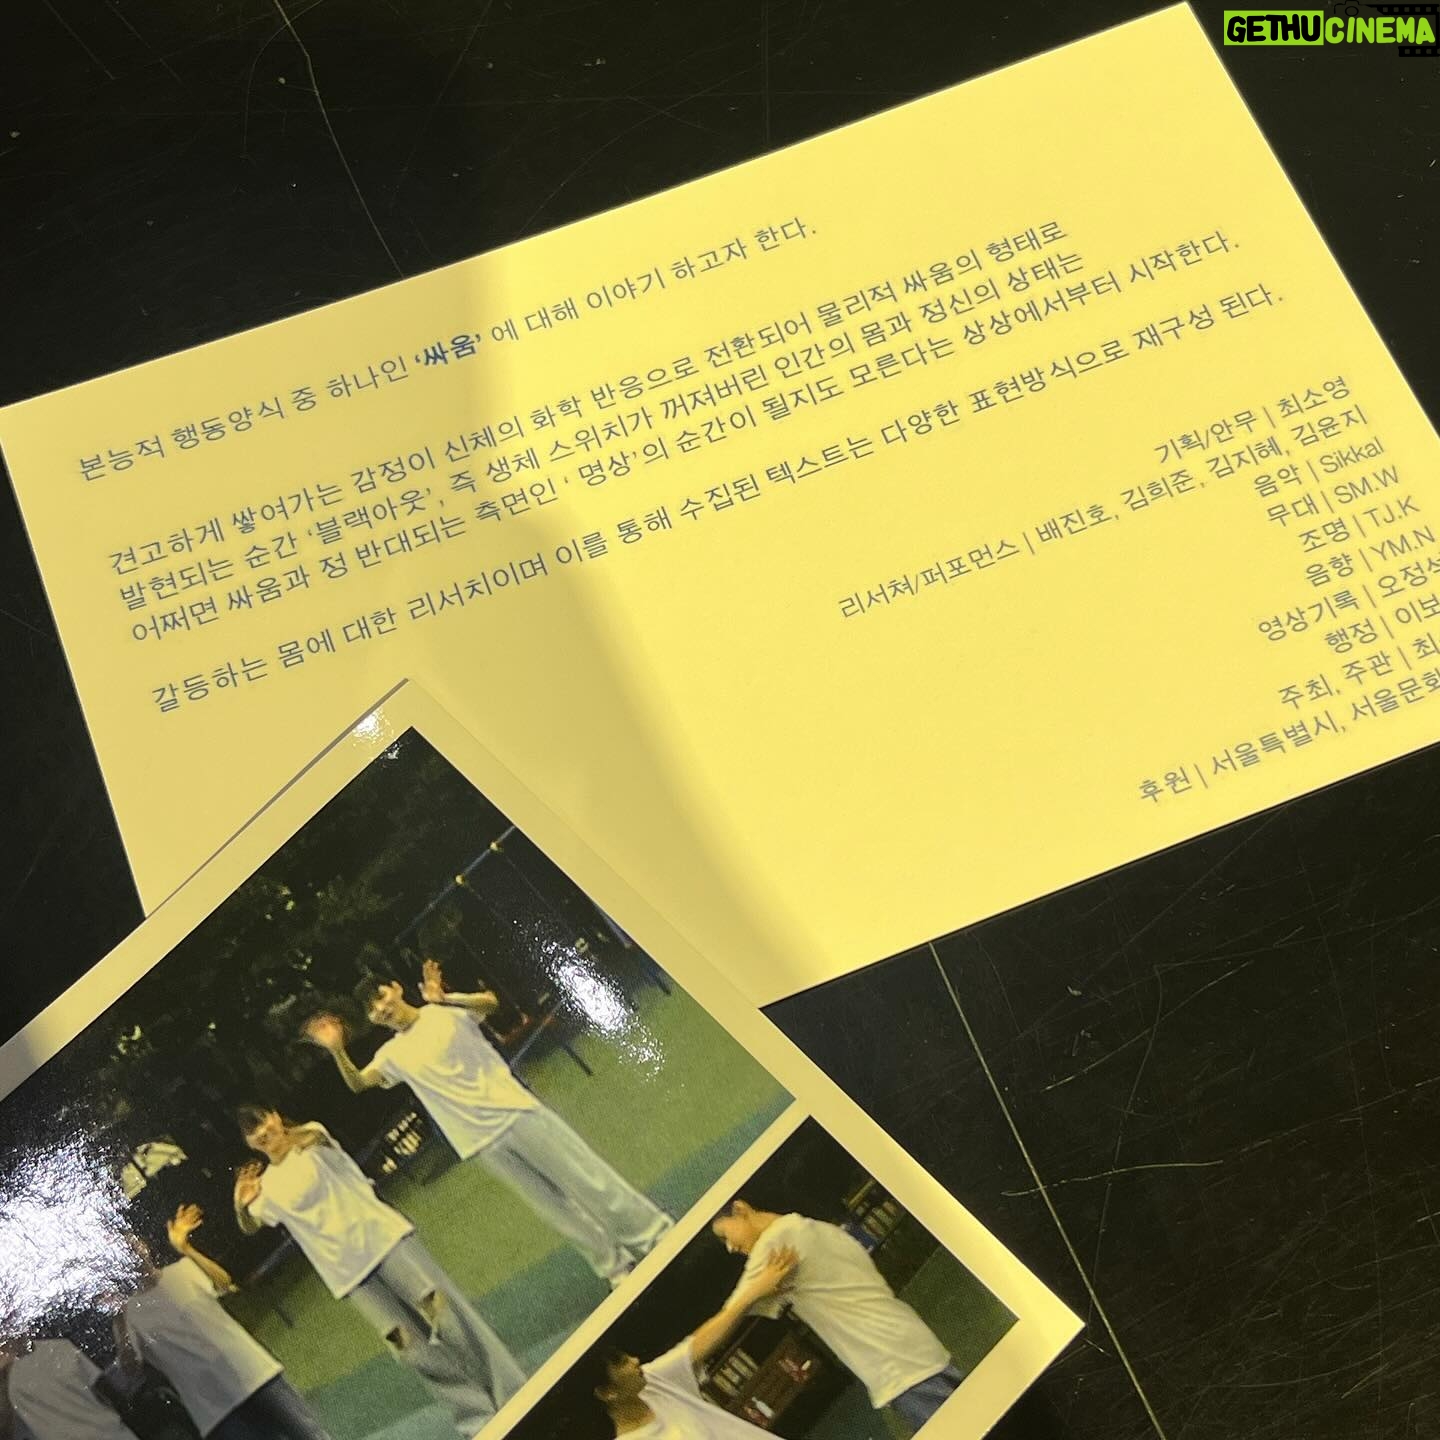 GETHUCINEMA
본능적 행동양식 중 하나인 ‘싸움’ 에 대해 이야기 하고자 한다.
견고하게 쌓여가는 감정이 신체의 화학 반응으로 전환되어 물리적 싸움의 형태로
발현되는 순간 ‘블랙아웃’, 즉 생체 스위치가 꺼져버린 인간의 몸과 정신의 상태는
어쩌면 싸움과 정 반대되는 측면인 ‘ 명상’의 순간이 될지도 모른다는 상상에서부터 시작한다.
갈등하는 몸에 대한 리서치이며 이를 통해 수집된 텍스트는 다양한 표현방식으로 재구성 된다.
기획/안무 | 최소영
리서쳐/퍼포먼스 | 배진호, 김희준, 김지혜, 김윤지
음악 | Sikkal
무대 | SM.W
조명 | TJ.K
음향 | YM.N
영상기록 | 오정석
행정 | 이보
주최, 주관 | 최
후원 | 서울특별시, 서울문화